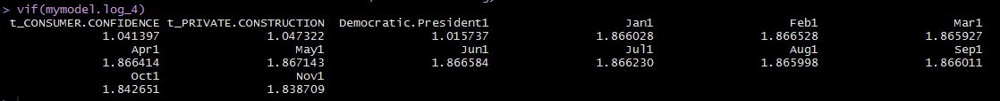 > vif(mymodel.log_4)
t_CONSUMER.CONFIDENCE t_PRIVATE.CONSTRUCTION Democratic.President1 Jan1 Feb1 Mar1
1.041397 1.047322 1.015737 1.866028 1.866528 1.865927
Apr1 May1 Jun1 Jul1 Aug1 Sep1
1.866414 1.867143 1.866584 1.866230 1.865998 1.866011
Oct1 Nov1
1.842651 1.838709